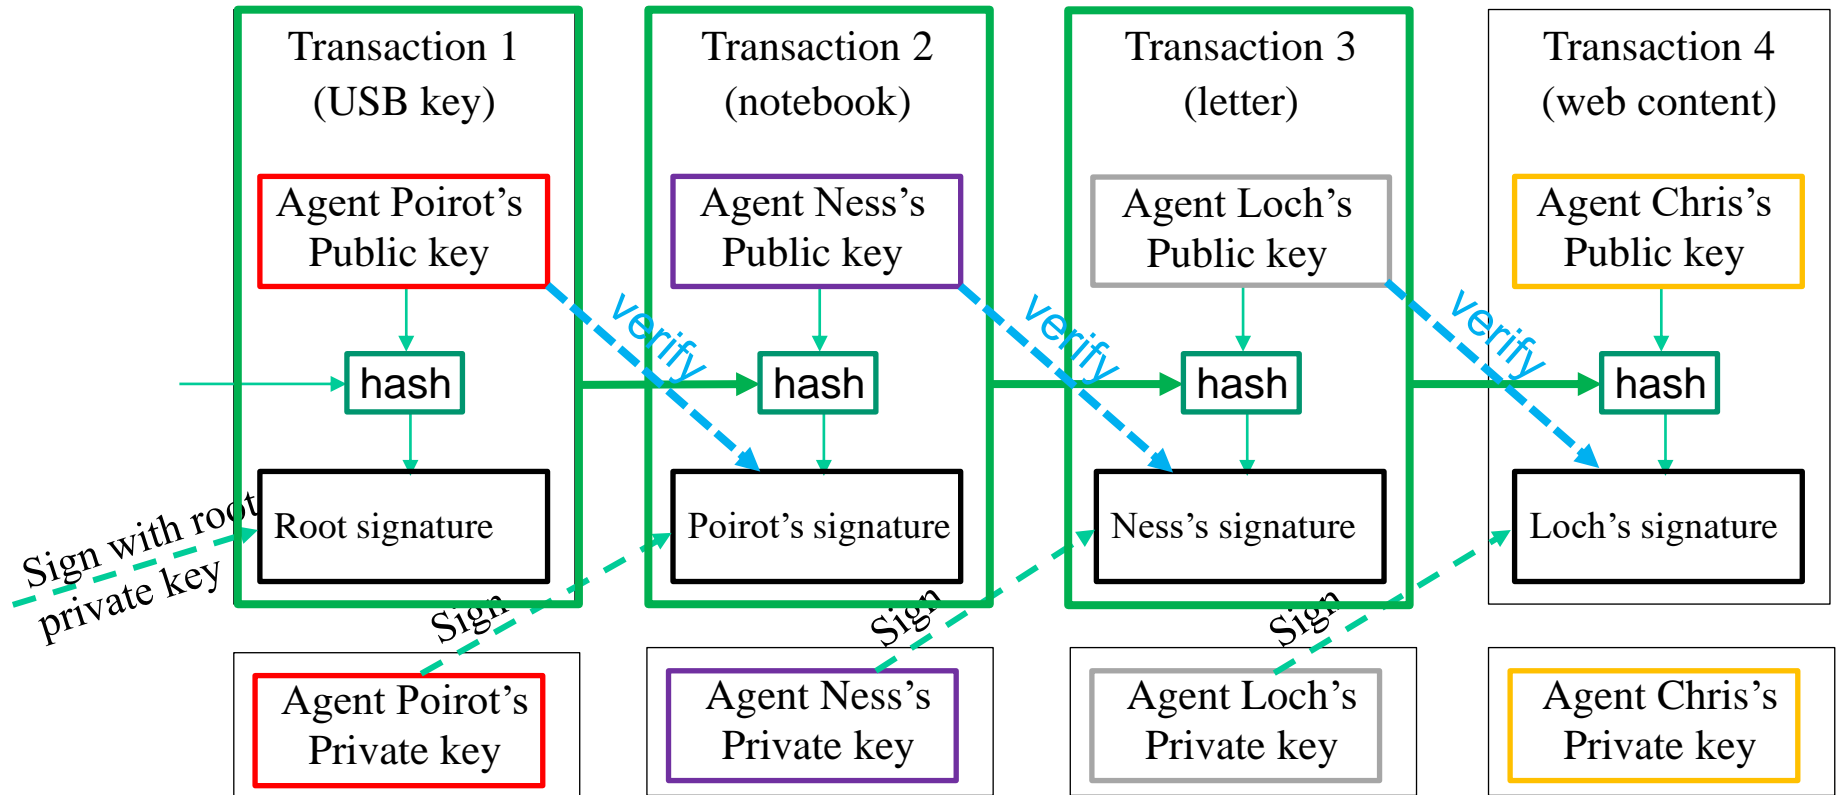 Transaction 1
(USB key)
Agent Poirot’s
Public key
hash
Root signature
Sign with root
private key
Agent Poirot’s
Private key
Transaction 2
(notebook)
Agent Ness’s
Public key
verify
hash
Poirot’s signature
Sign
Agent Ness’s
Private key
Transaction 3
(letter)
Agent Loch’s
Public key
verify
hash
Ness’s signature
Sign
Agent Loch’s
Private key
Transaction 4
(web content)
Agent Chris’s
Public key
verify
hash
Loch’s signature
Sign
Agent Chris’s
Private key